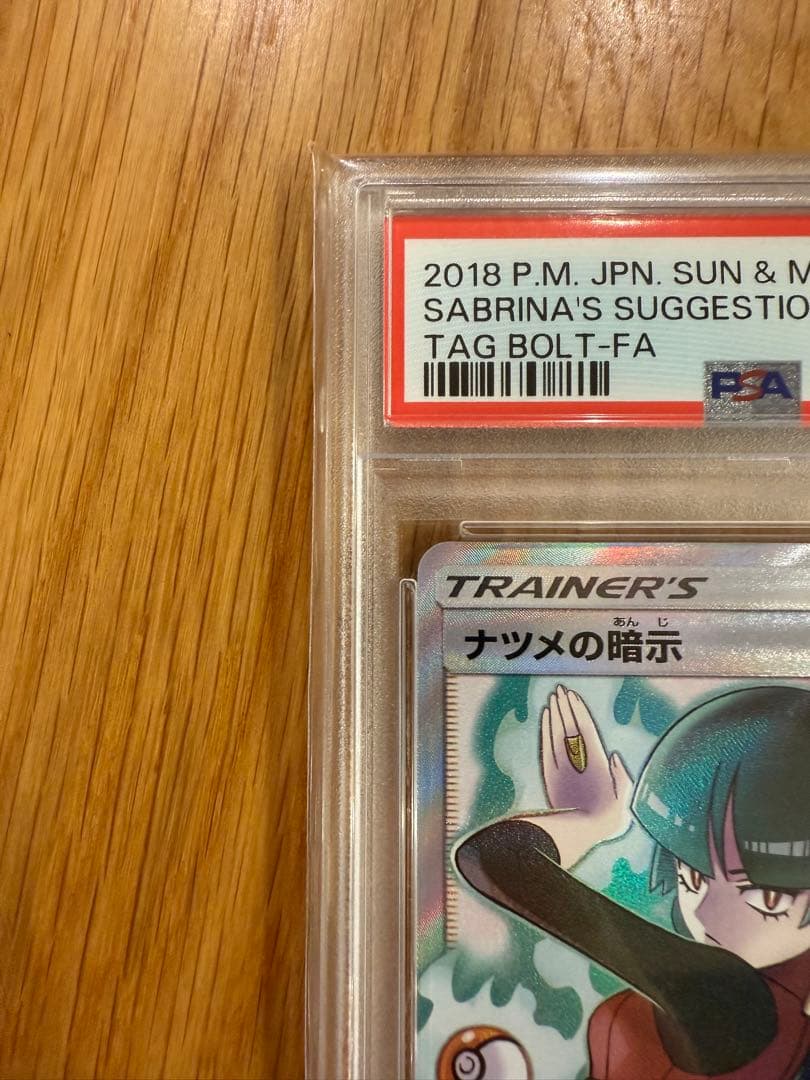 2018 P.M. JPN. SUN & M
SABRINA'S SUGGESTIO
TAG BOLT-FA
PSA
TRAINER'S
あん じ
ナツメの暗示